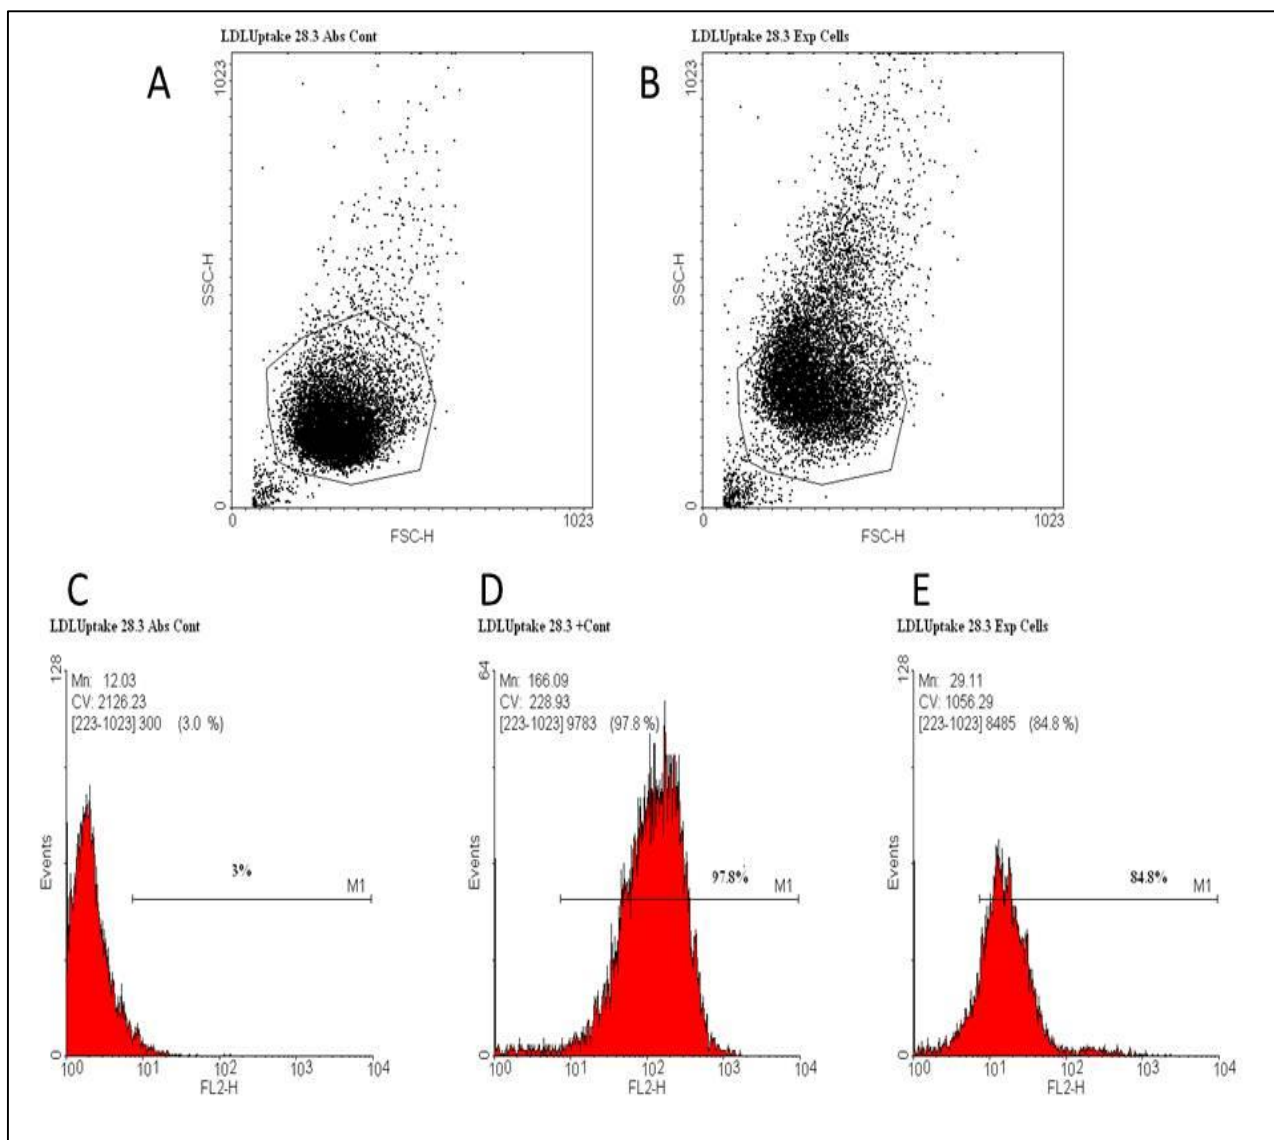 LDLUptake 28.3 Abs Cont
A
1023
SSC-H
0
0
1023
FSC-H
LDLUptake 28.3 Exp Cells
B
1023
SSC-H
0
0
1023
FSC-H
C
LDLUptake 28.3 Abs Cont
128
Mn: 12.03
CV: 2126.23
[223-1023] 300 (3.0 %)
Events
3%
M1
0
10⁰ 10¹ 10² 10³ 10⁴
FL2-H
D
LDLUptake 28.3 +Cont
64
Mn: 166.09
CV: 228.93
[223-1023] 9783 (97.8 %)
Events
97.8%
M1
0
10⁰ 10¹ 10² 10³ 10⁴
FL2-H
E
LDLUptake 28.3 Exp Cells
128
Mn: 29.11
CV: 1056.29
[223-1023] 8485 (84.8 %)
Events
84.8%
M1
0
10⁰ 10¹ 10² 10³ 10⁴
FL2-H